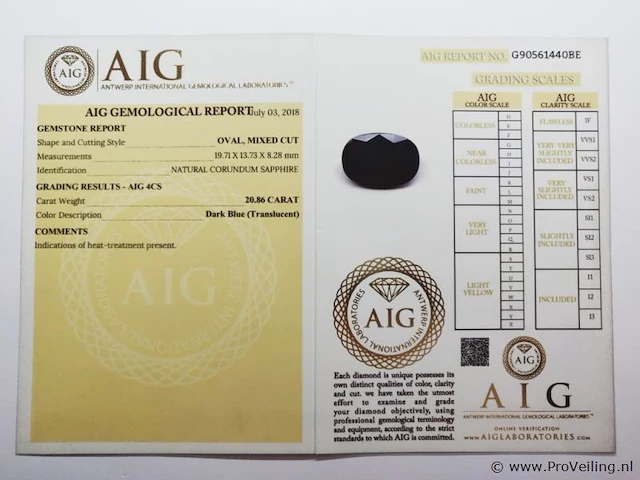 AIG
AIG
ANTWERP INTERNATIONAL GEMOLOGICAL LABORATORIES™
AIG GEMOLOGICAL REPORT July 03, 2018
GEMSTONE REPORT
Shape and Cutting Style OVAL, MIXED CUT
Measurements 19.71 X 13.73 X 8.28 mm
Identification NATURAL CORUNDUM SAPPHIRE
GRADING RESULTS - AIG 4CS
Carat Weight 20.86 CARAT
Color Description Dark Blue (Translucent)
COMMENTS
Indications of heat-treatment present.
AIG
AIG REPORT NO. G90561440BE
GRADING SCALES
AIG
COLOR SCALE
COLORLESS
D
E
F
NEAR
COLORLESS
G
H
I
J
FAINT
K
L
M
VERY
LIGHT
N
O
P
Q
R
LIGHT
YELLOW
S
T
U
V
W
X
Y
Z
AIG
CLARITY SCALE
FLAWLESS IF
VERY VERY
SLIGHTLY
INCLUDED
VVS1
VVS2
VERY
SLIGHTLY
INCLUDED
VS1
VS2
SLIGHTLY
INCLUDED
SI1
SI2
SI3
INCLUDED
I1
I2
I3
ANTWERP INTERNATIONAL GEMOLOGICAL LABORATORIES
AIG
Each diamond is unique possesses its
own distinct qualities of color, clarity
and cut. we have taken the utmost
effort to examine and grade
your diamond objectively, using
professional gemological technology
and equipment, according to the strict
standards to which AIG is committed.
AIG
AIG
ANTWERP INTERNATIONAL GEMOLOGICAL LABORATORIES™
ONLINE VERIFICATION
WWW.AIGLABORATORIES.COM
© www.ProVeiling.nl